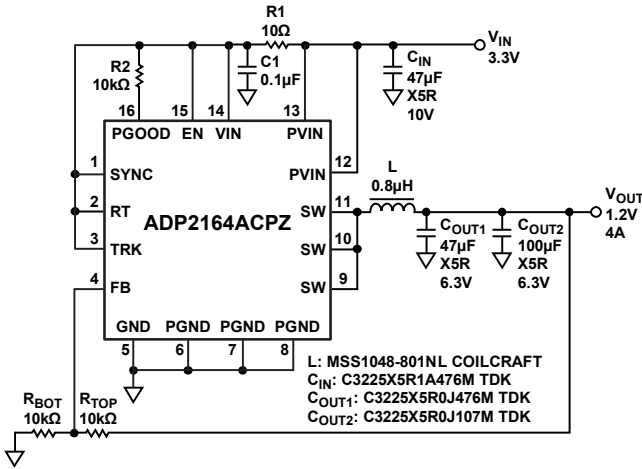 R1
10Ω
VIN
3.3V
R2
10kΩ
C1
0.1µF
CIN
47µF
X5R
10V
16
15
14
13
PGOOD
EN
VIN
PVIN
1
SYNC
PVIN
12
2
RT
SW
11
3
TRK
SW
10
4
FB
SW
9
ADP2164ACPZ
L
0.8µH
VOUT
1.2V
4A
COUT1
47µF
X5R
6.3V
COUT2
100µF
X5R
6.3V
GND
PGND
PGND
PGND
5
6
7
8
L: MSS1048-801NL COILCRAFT
CIN: C3225X5R1A476M TDK
COUT1: C3225X5R0J476M TDK
COUT2: C3225X5R0J107M TDK
RBOT
10kΩ
RTOP
10kΩ